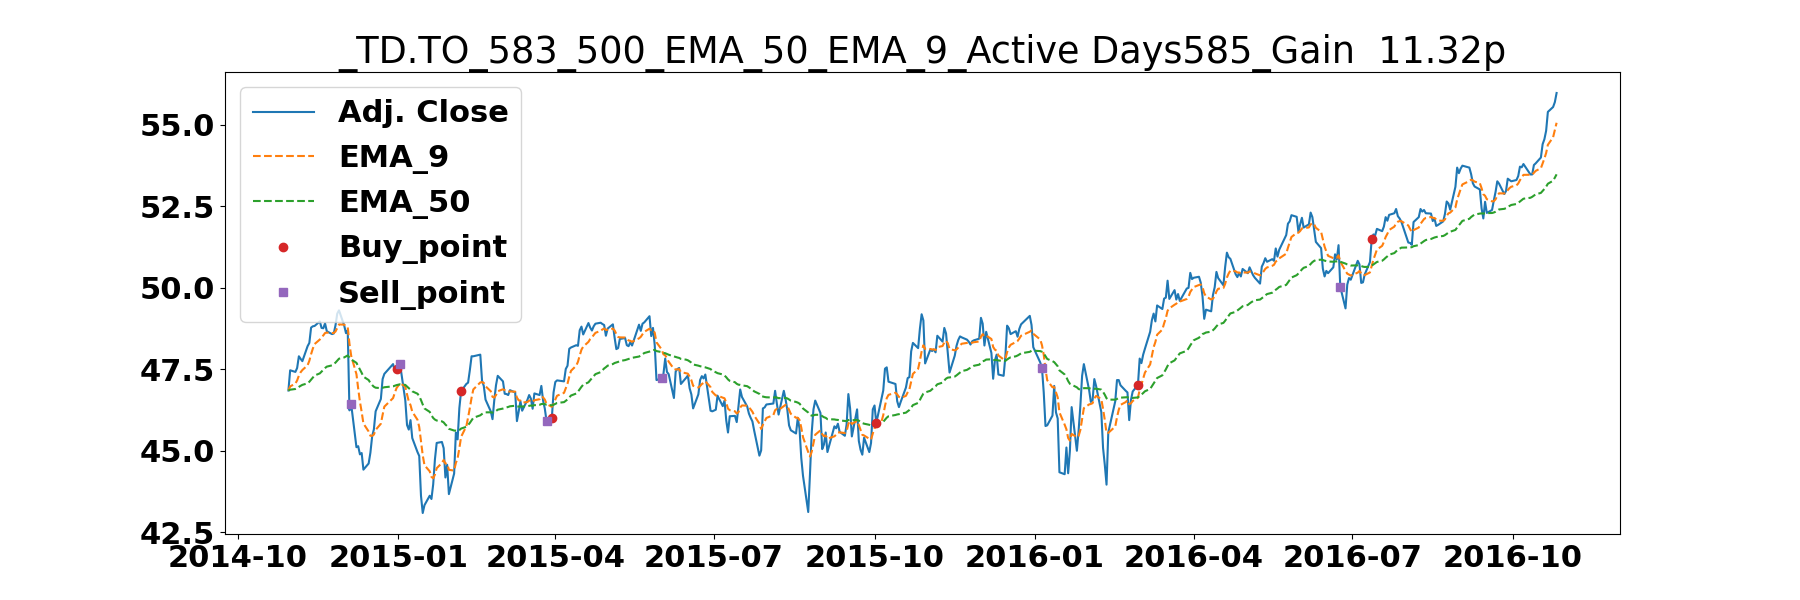 _TD.TO_583_500_EMA_50_EMA_9_Active Days585_Gain  11.32p
Adj. Close
EMA_9
EMA_50
Buy_point
Sell_point
55.0
52.5
50.0
47.5
45.0
42.5
2014-10 2015-01 2015-04 2015-07 2015-10 2016-01 2016-04 2016-07 2016-10